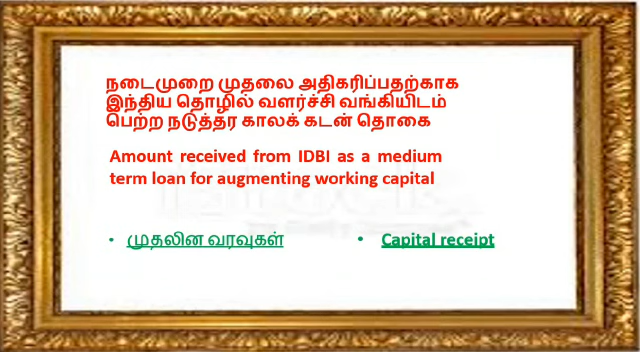 நடைமுறை முதலை அதிகரிப்பதற்காக
இந்திய தொழில் வளர்ச்சி வங்கியிடம்
பெற்ற நடுத்தர காலக் கடன் தொகை
Amount received from IDBI as a medium
term loan for augmenting working capital
• முதலின வரவுகள்
• Capital receipt